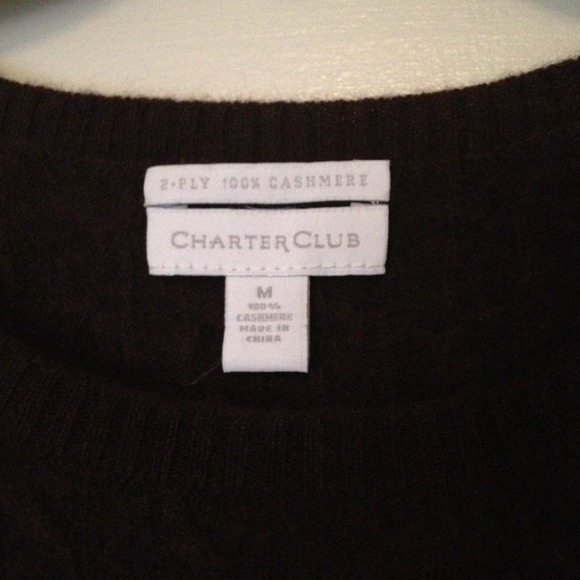 2•PLY 100% CASHMERE
CHARTER CLUB
M
100%
CASHMERE
MADE IN
CHINA